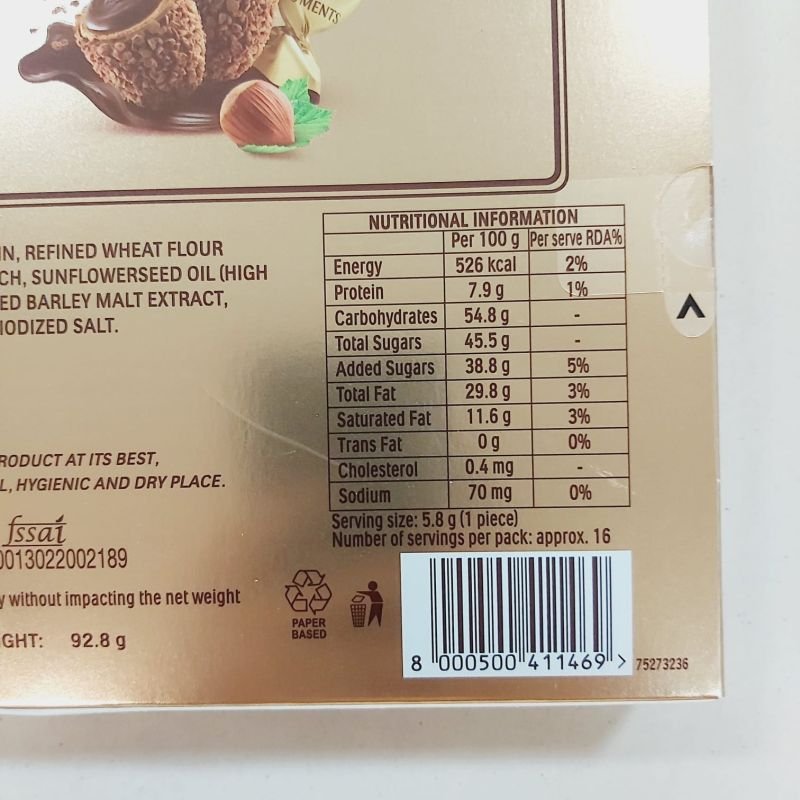 MENTS
IN, REFINED WHEAT FLOUR
CH, SUNFLOWERSEED OIL (HIGH
ED BARLEY MALT EXTRACT,
IODIZED SALT.
NUTRITIONAL INFORMATION
Per 100 g Per serve RDA%
Energy 526 kcal 2%
Protein 7.9 g 1%
Carbohydrates 54.8 g -
Total Sugars 45.5 g -
Added Sugars 38.8 g 5%
Total Fat 29.8 g 3%
Saturated Fat 11.6 g 3%
Trans Fat 0 g 0%
Cholesterol 0.4 mg -
Sodium 70 mg 0%
Serving size: 5.8 g (1 piece)
Number of servings per pack: approx. 16
RODUCT AT ITS BEST,
L, HYGIENIC AND DRY PLACE.
fssai
0013022002189
y without impacting the net weight
GHT: 92.8 g
PAPER
BASED
8 000500 411469 >
75273236